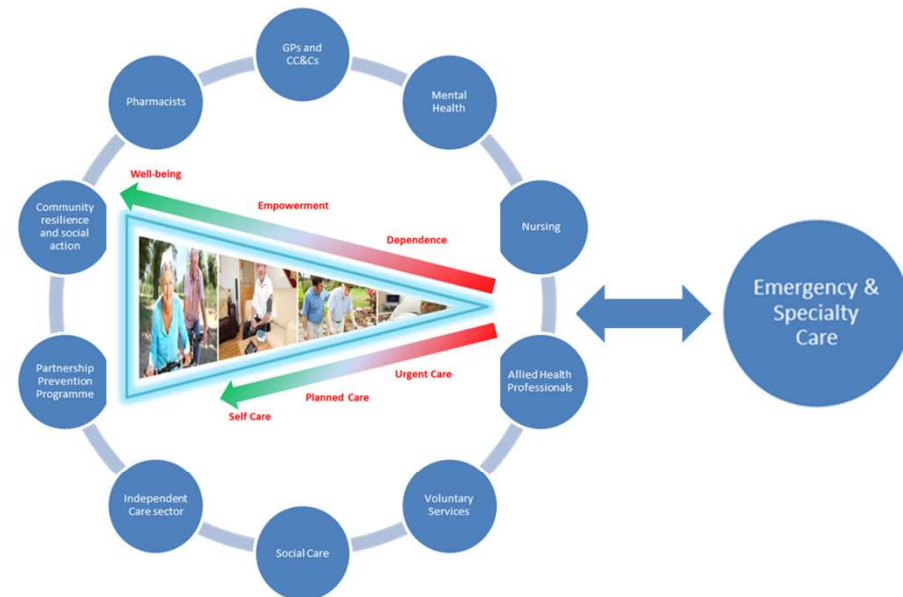 GPs and
CC&Cs
Mental
Health
Nursing
Allied Health
Professionals
Voluntary
Services
Social Care
Independent
Care sector
Partnership
Prevention
Programme
Community
resilience
and social
action
Pharmacists
Well-being
Empowerment
Dependence
Urgent Care
Planned Care
Self Care
Emergency &
Specialty
Care